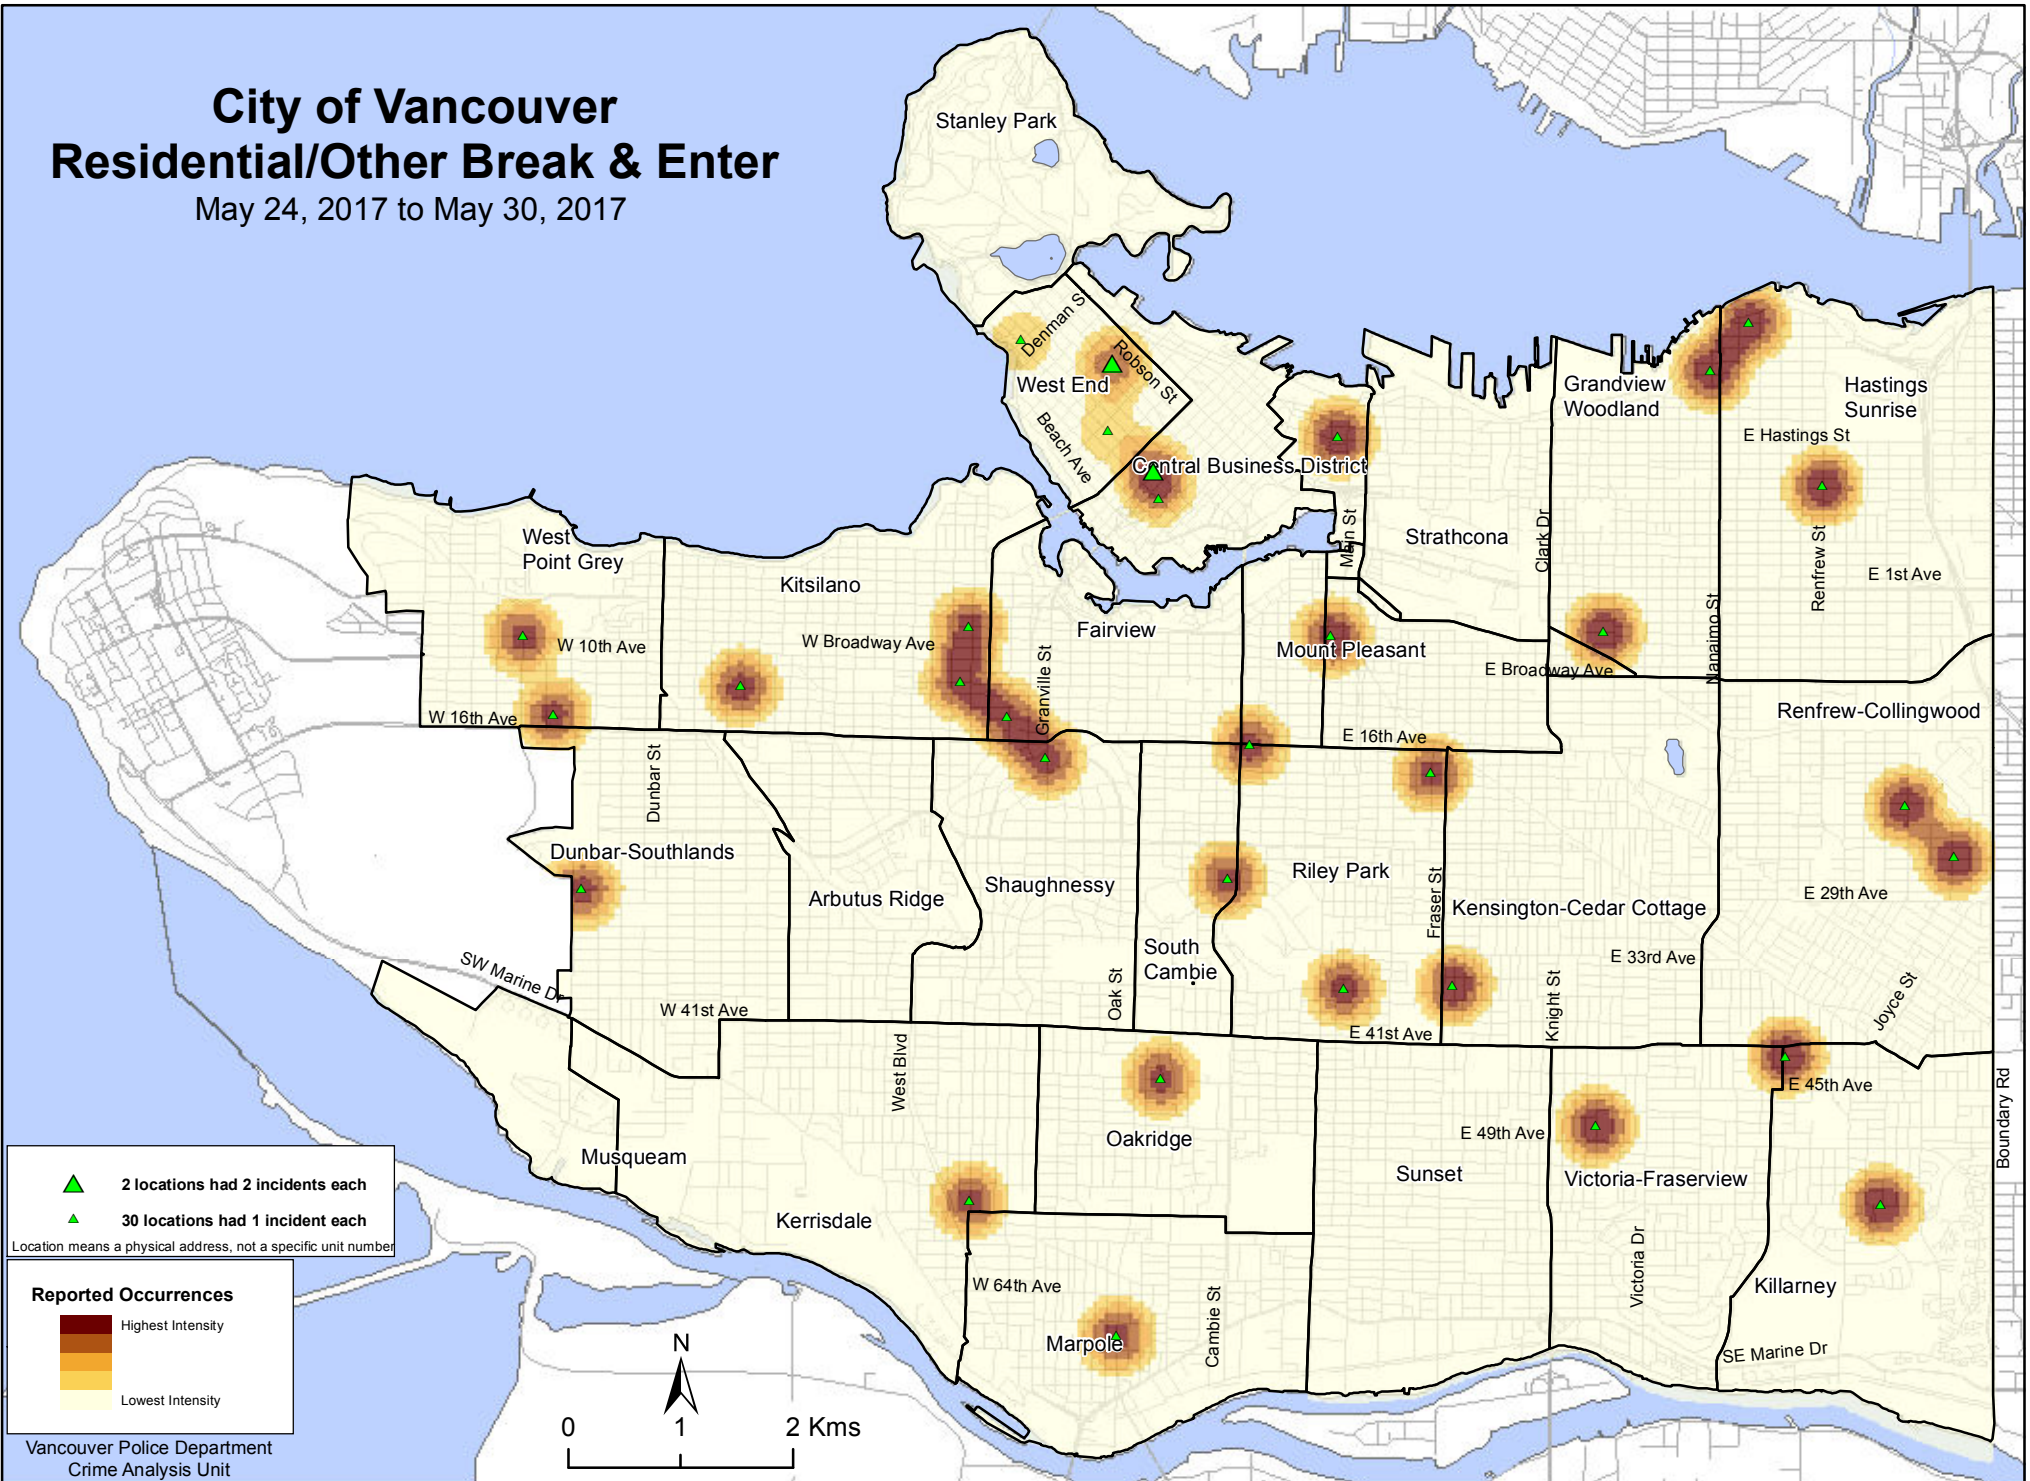 City of Vancouver
Residential/Other Break & Enter
May 24, 2017 to May 30, 2017
Stanley Park
Denman St
Robson St
West End
Beach Ave
Central Business District
Grandview
Woodland
Hastings
Sunrise
E Hastings St
Strathcona
Main St
Clark Dr
Nanaimo St
Renfrew St
E 1st Ave
West
Point Grey
Kitsilano
W 10th Ave
W Broadway Ave
Fairview
Granville St
Mount Pleasant
E Broadway Ave
W 16th Ave
E 16th Ave
Renfrew-Collingwood
Dunbar St
Dunbar-Southlands
Arbutus Ridge
Shaughnessy
Riley Park
Fraser St
Kensington-Cedar Cottage
E 29th Ave
South
Cambie
E 33rd Ave
SW Marine Dr
W 41st Ave
Oak St
E 41st Ave
Knight St
Joyce St
West Blvd
E 45th Ave
Boundary Rd
Oakridge
E 49th Ave
Musqueam
Sunset
Victoria-Fraserview
Kerrisdale
Victoria Dr
W 64th Ave
Cambie St
Killarney
Marpole
SE Marine Dr
2 locations had 2 incidents each
30 locations had 1 incident each
Location means a physical address, not a specific unit number
Reported Occurrences
Highest Intensity
Lowest Intensity
N
0 1 2 Kms
Vancouver Police Department
Crime Analysis Unit